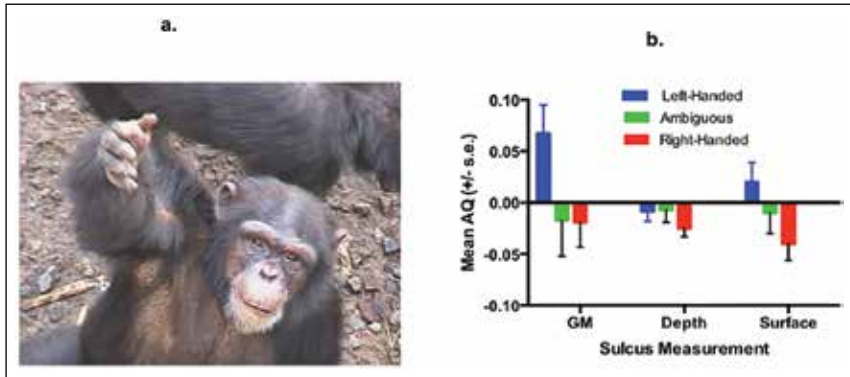 a.
b.
Left-Handed
Ambiguous
Right-Handed
Mean AQ (+/- s.e.)
0.10
0.05
0.00
-0.05
-0.10
GM
Depth
Surface
Sulcus Measurement